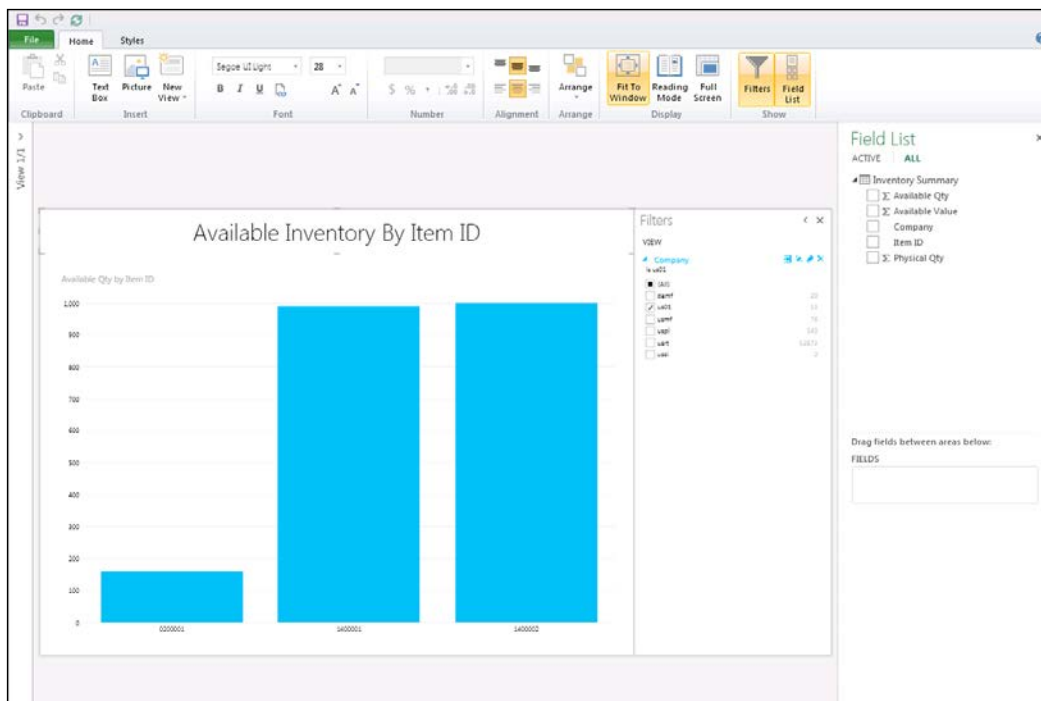 File Home Styles
Paste
Text Box
Picture
New View
Segoe UI Light 28
B I U A A
$ % ,
Arrange
Fit To Window
Reading Mode
Full Screen
Filters
Field List
Clipboard Insert Font Number Alignment Arrange Display Show
View 1/1
Available Inventory By Item ID
Available Qty by Item ID
1,000
900
800
700
600
500
400
300
200
100
0
0200001 1400001 1400002
Filters
VIEW
Company
is us01
(All)
us01
usmf
Field List
ACTIVE ALL
Inventory Summary
Σ Available Qty
Σ Available Value
Company
Item ID
Σ Physical Qty
Drag fields between areas below:
FIELDS